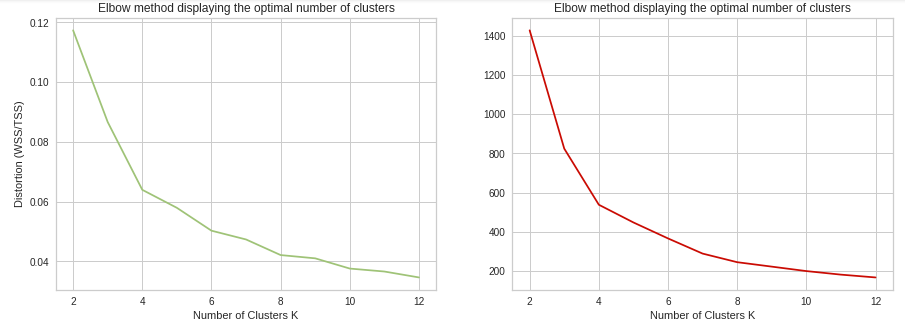 Elbow method displaying the optimal number of clusters
0.12
0.10
0.08
0.06
0.04
Distortion (WSS/TSS)
2 4 6 8 10 12
Number of Clusters K
Elbow method displaying the optimal number of clusters
1400
1200
1000
800
600
400
200
2 4 6 8 10 12
Number of Clusters K